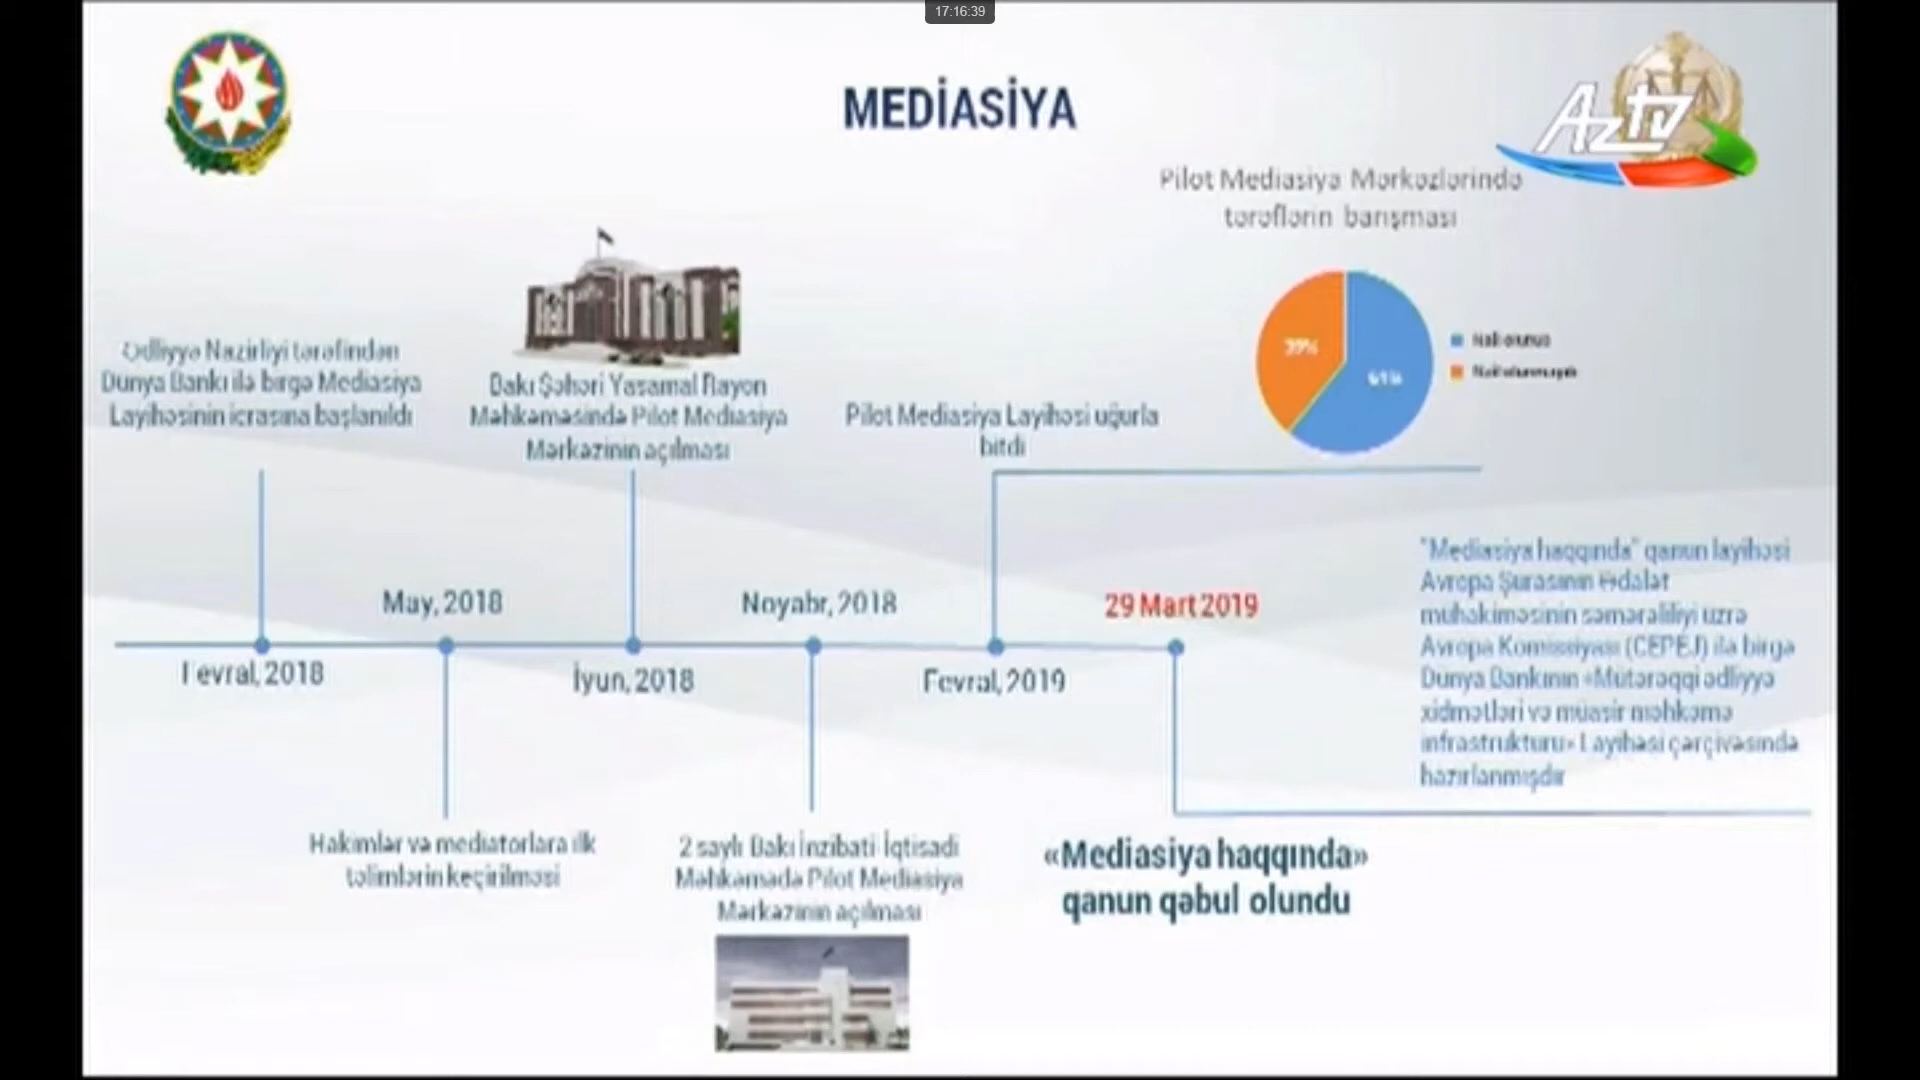 17:16:39
MEDİASİYA
AzTV
Pilot Mediasiya Mərkəzlərində
tərəflərin barışması
39%
61%
Ədliyyə Nazirliyi tərəfindən
Dünya Bankı ilə birgə Mediasiya
Layihəsinin icrasına başlanıldı
Bakı Şəhəri Yasamal Rayon
Məhkəməsində Pilot Mediasiya
Mərkəzinin açılması
Pilot Mediasiya Layihəsi uğurla
bitdi
May, 2018
Noyabr, 2018
29 Mart 2019
Fevral, 2018
İyun, 2018
Fevral, 2019
"Mediasiya haqqında" qanun layihəsi
Avropa Şurasının Ədalət
mühakiməsinin səmərəliliyi üzrə
Avropa Komissiyası (CEPEJ) ilə birgə
Dünya Bankının «Mütərəqqi ədliyyə
xidmətləri və müasir məhkəmə
infrastrukturu» Layihəsi çərçivəsində
hazırlanmışdır
Hakimlər və mediatorlara ilk
təlimlərin keçirilməsi
2 saylı Bakı İnzibati İqtisadi
Məhkəmədə Pilot Mediasiya
Mərkəzinin açılması
«Mediasiya haqqında»
qanun qəbul olundu